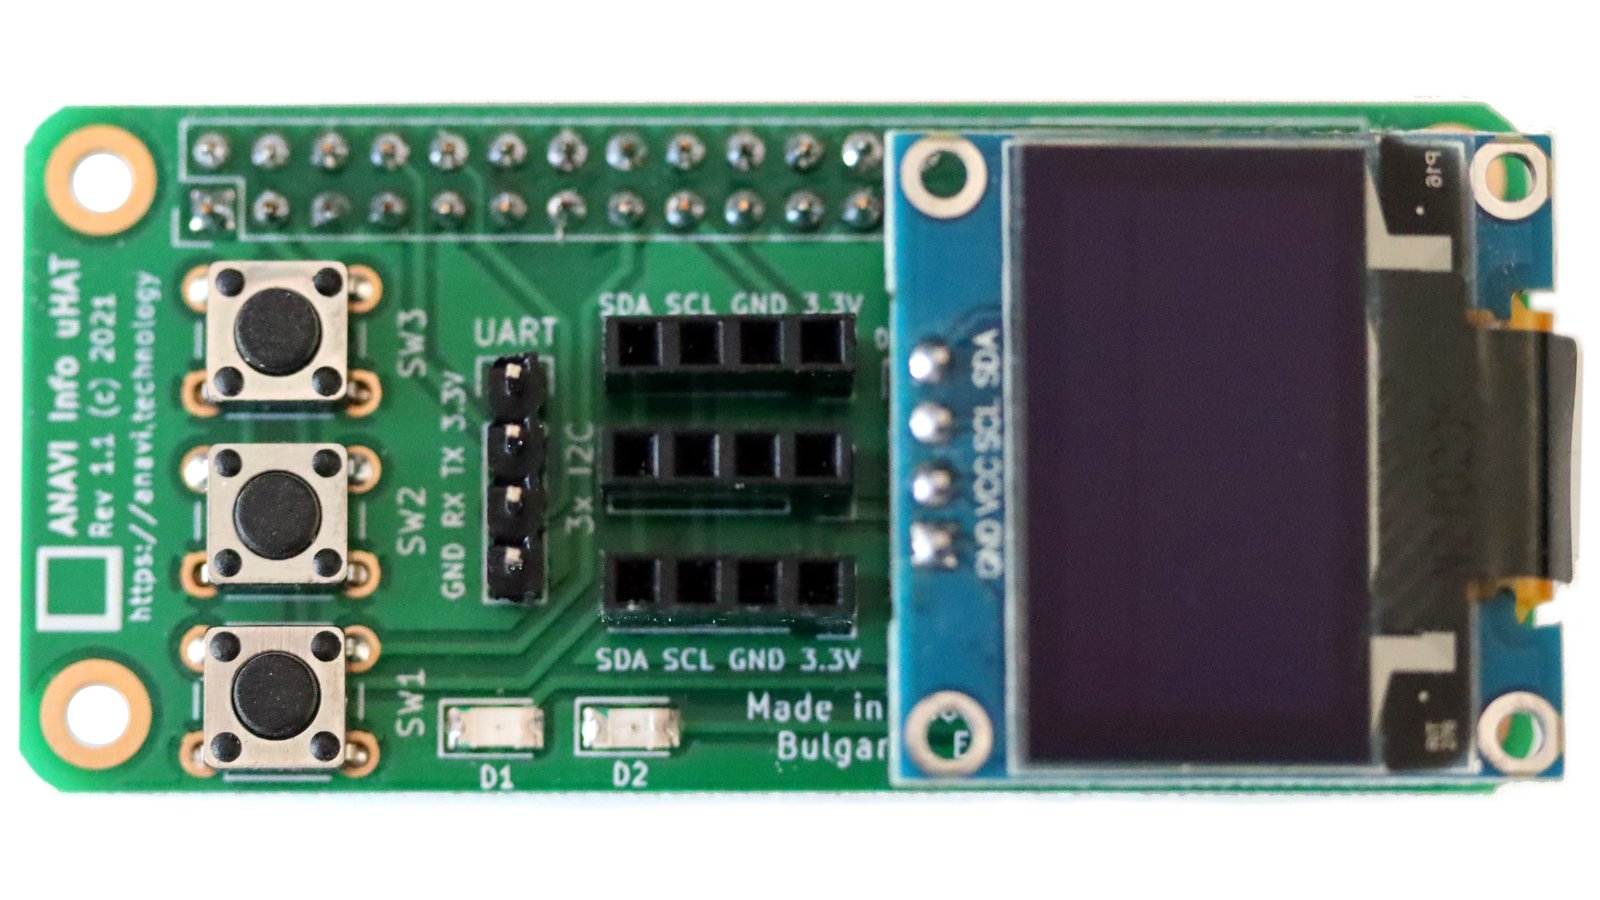 ANAVI Info uHAT
Rev 1.1 (c) 2021
https://anavi.technology
SW3
SW2
SW1
UART
GND RX TX 3.3V
3x I2C
SDA SCL GND 3.3V
SDA SCL GND 3.3V
D1
D2
Made in
Bulgar
GND VCC SCL SDA